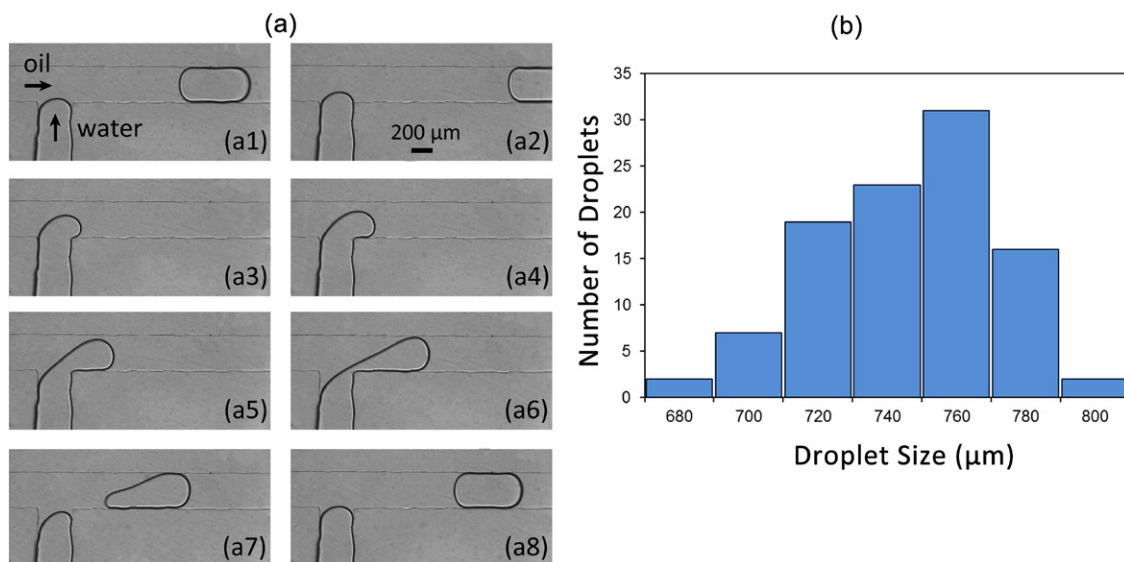 (a)
oil
water
(a1)
200 µm
(a2)
(a3)
(a4)
(a5)
(a6)
(a7)
(a8)
(b)
Number of Droplets
35
30
25
20
15
10
5
0
680 700 720 740 760 780 800
Droplet Size (µm)